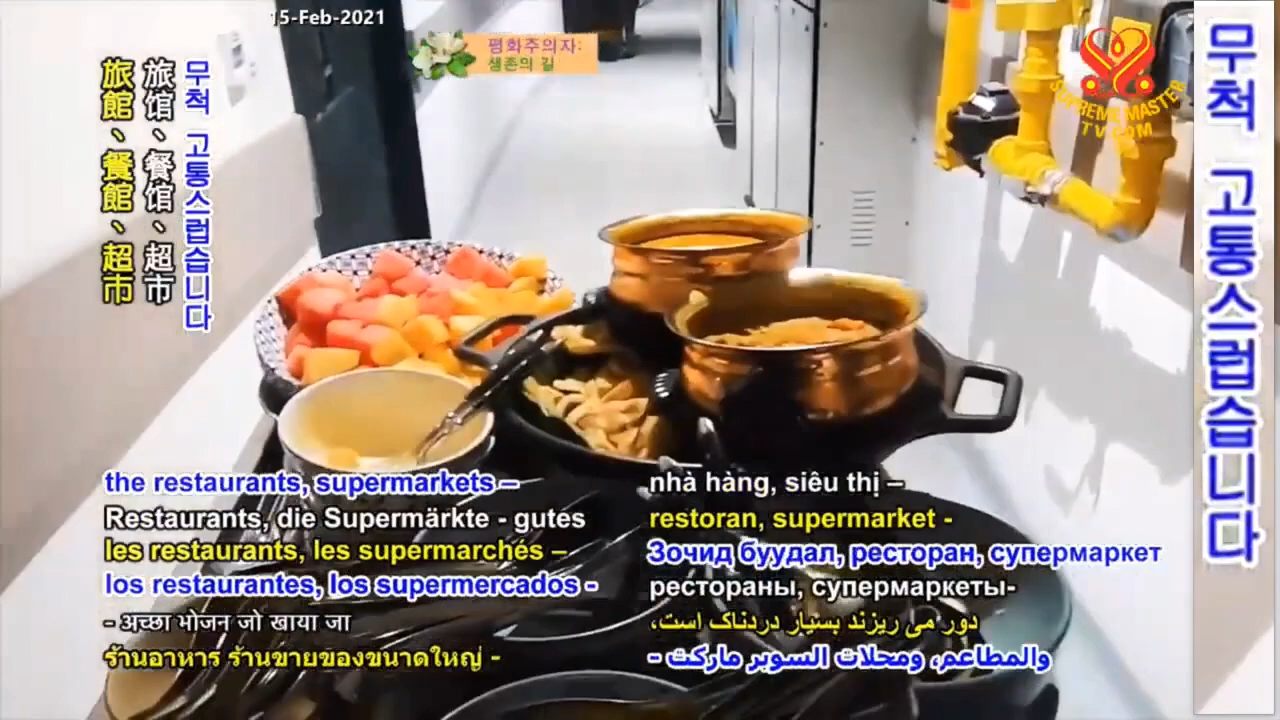 15-Feb-2021
평화주의자:
생존의 길
SUPREME MASTER
TV.COM
旅館、餐館、超市
旅馆、餐馆、超市
무척 고통스럽습니다
무척 고통스럽습니다
the restaurants, supermarkets –
Restaurants, die Supermärkte - gutes
les restaurants, les supermarchés –
los restaurantes, los supermercados -
- अच्छा भोजन जो खाया जा
ร้านอาหาร ร้านขายของขนาดใหญ่ -
nhà hàng, siêu thị –
restoran, supermarket -
Зочид буудал, ресторан, супермаркет
рестораны, супермаркеты-
دور می ریزند بسیار دردناک است،
والمطاعم، ومحلات السوبر ماركت -